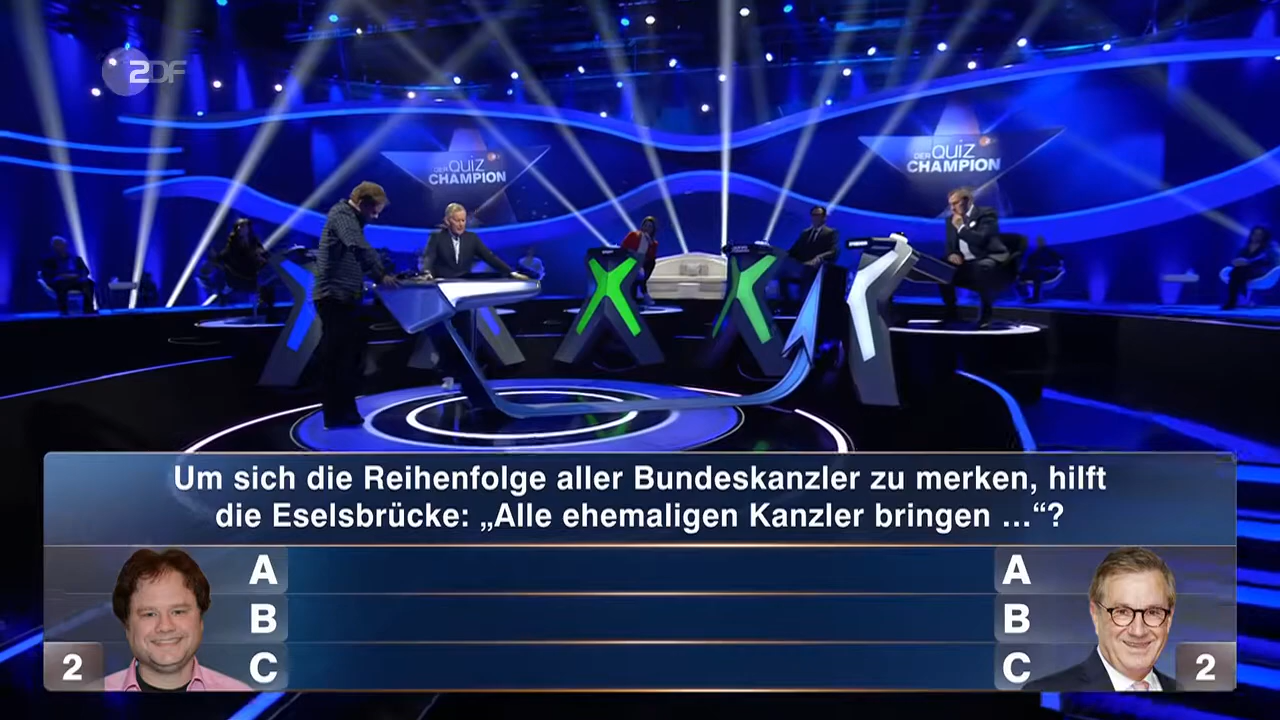 ZDF
DER QUIZ
CHAMPION
DER QUIZ
CHAMPION
Um sich die Reihenfolge aller Bundeskanzler zu merken, hilft
die Eselsbrücke: „Alle ehemaligen Kanzler bringen ...“?
A
A
B
B
C
C
2
2